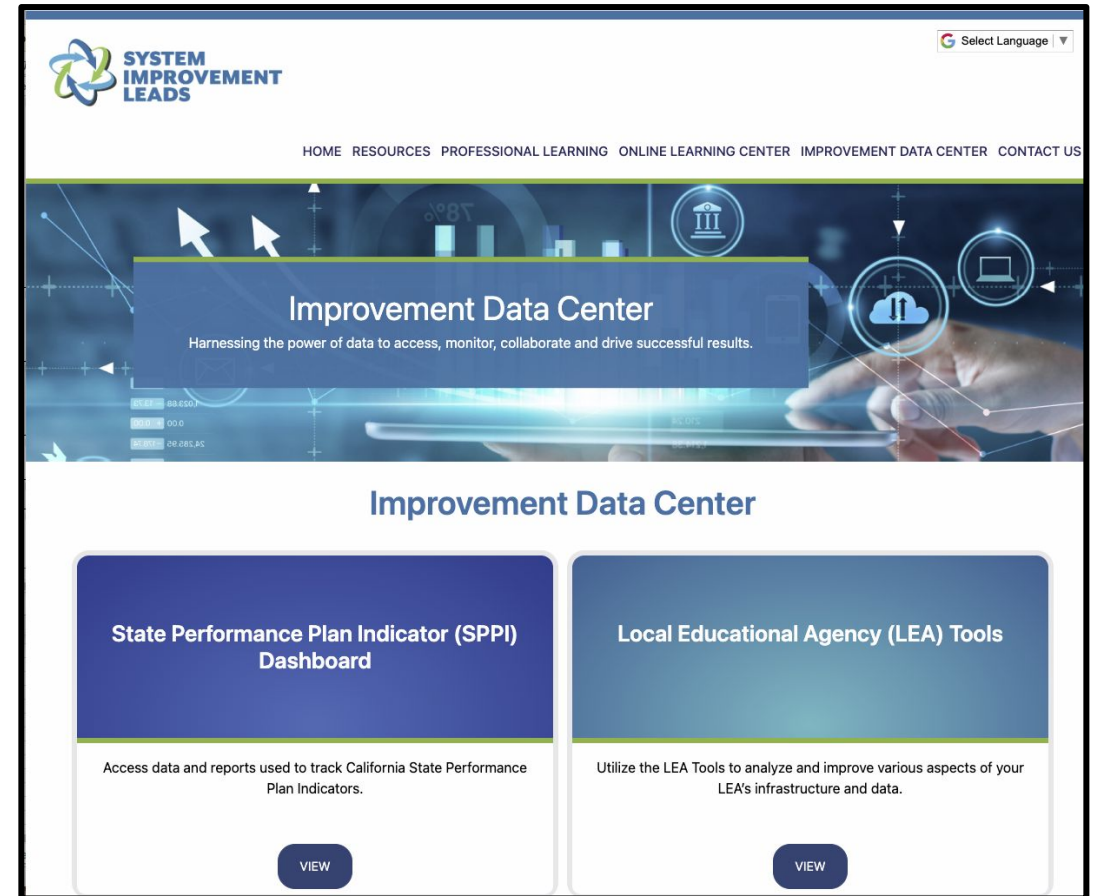 SYSTEM
IMPROVEMENT
LEADS
Select Language ▼
HOME RESOURCES PROFESSIONAL LEARNING ONLINE LEARNING CENTER IMPROVEMENT DATA CENTER CONTACT US
78%
Improvement Data Center
Harnessing the power of data to access, monitor, collaborate and drive successful results.
Improvement Data Center
State Performance Plan Indicator (SPPI)
Dashboard
Local Educational Agency (LEA) Tools
Access data and reports used to track California State Performance
Plan Indicators.
Utilize the LEA Tools to analyze and improve various aspects of your
LEA's infrastructure and data.
VIEW
VIEW